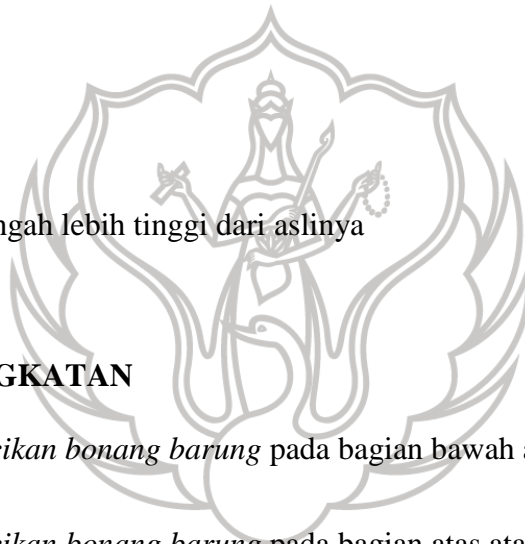 ngah lebih tinggi dari aslinya
GKATAN
ikan bonang barung pada bagian bawah a
ikan bonang barung pada bagian atas ata